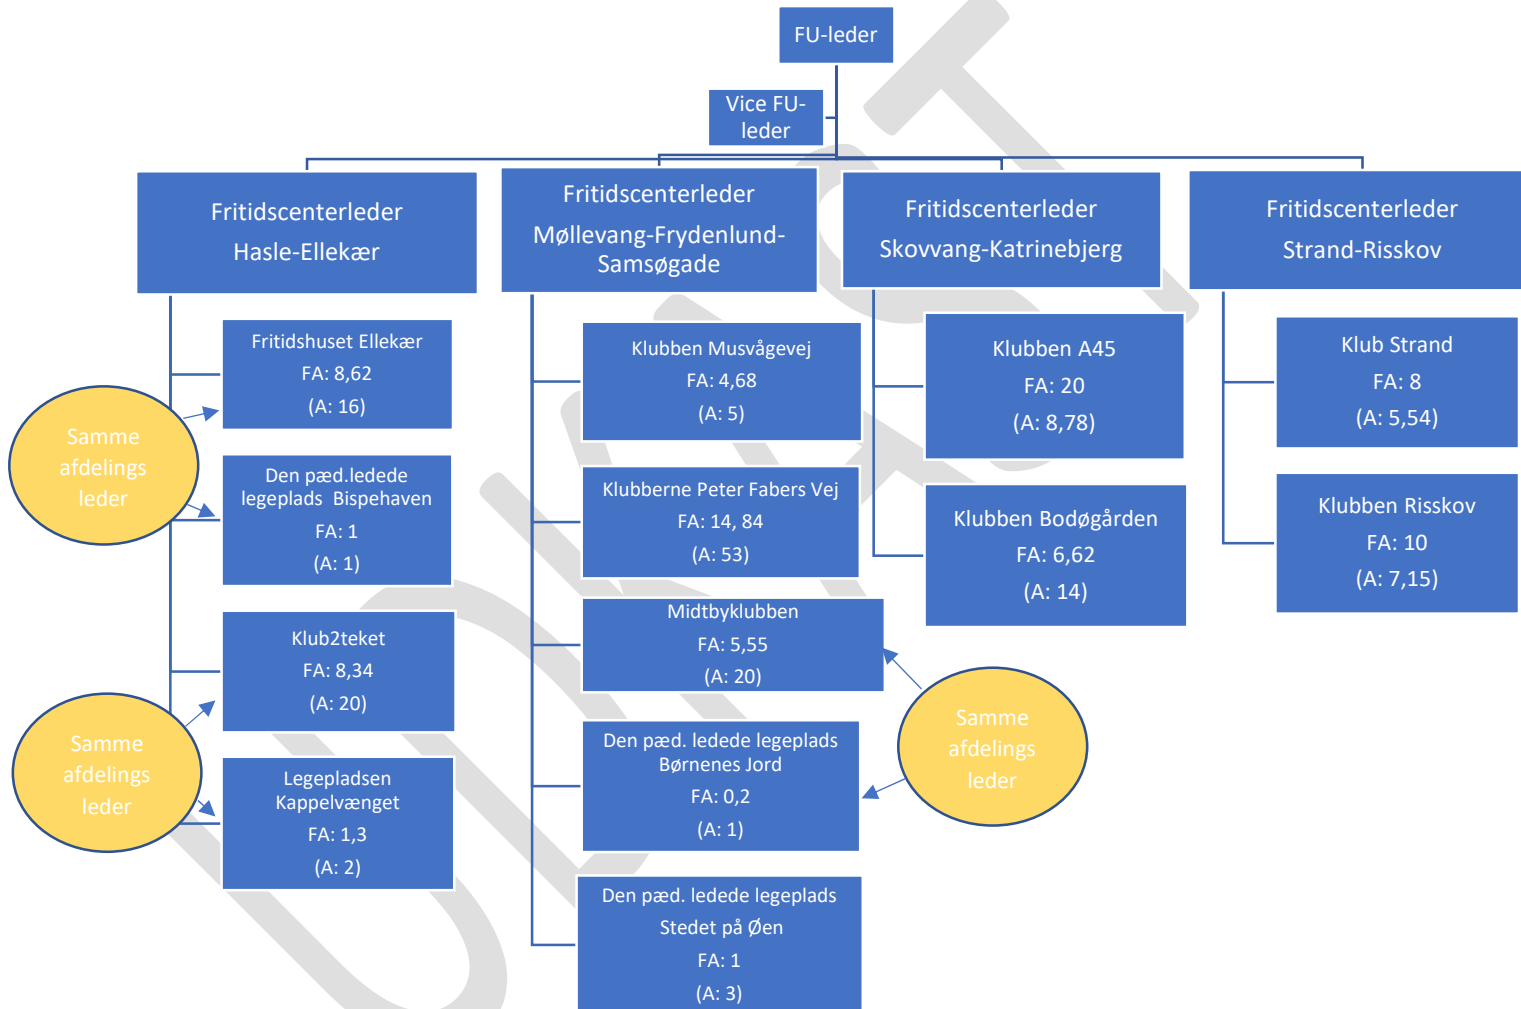 FU-leder
Vice FU-
leder
Fritidscenterleder
Hasle-Ellekær
Fritidscenterleder
Møllevang-Frydenlund-
Samsøgade
Fritidscenterleder
Skovvang-Katrinebjerg
Fritidscenterleder
Strand-Risskov
Fritidshuset Ellekær
FA: 8,62
(A: 16)
Samme
afdelings
leder
Den pæd.ledede
legeplads Bispehaven
FA: 1
(A: 1)
Klub2teket
FA: 8,34
(A: 20)
Samme
afdelings
leder
Legepladsen
Kappelvænget
FA: 1,3
(A: 2)
Klubben Musvågevej
FA: 4,68
(A: 5)
Klubberne Peter Fabers Vej
FA: 14, 84
(A: 53)
Midtbyklubben
FA: 5,55
(A: 20)
Samme
afdelings
leder
Den pæd. ledede legeplads
Børnenes Jord
FA: 0,2
(A: 1)
Den pæd. ledede legeplads
Stedet på Øen
FA: 1
(A: 3)
Klubben A45
FA: 20
(A: 8,78)
Klubben Bodøgården
FA: 6,62
(A: 14)
Klub Strand
FA: 8
(A: 5,54)
Klubben Risskov
FA: 10
(A: 7,15)
UDKAST